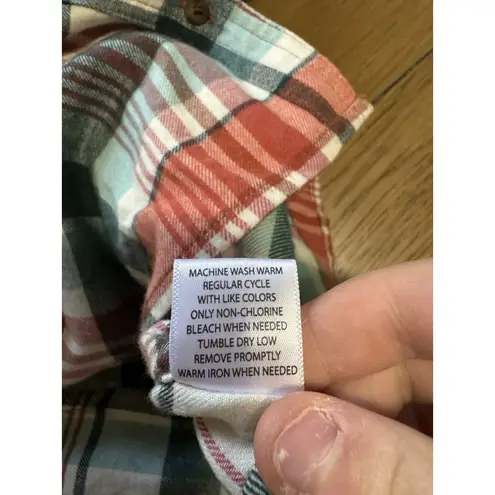 MACHINE WASH WARM
REGULAR CYCLE
WITH LIKE COLORS
ONLY NON-CHLORINE
BLEACH WHEN NEEDED
TUMBLE DRY LOW
REMOVE PROMPTLY
WARM IRON WHEN NEEDED